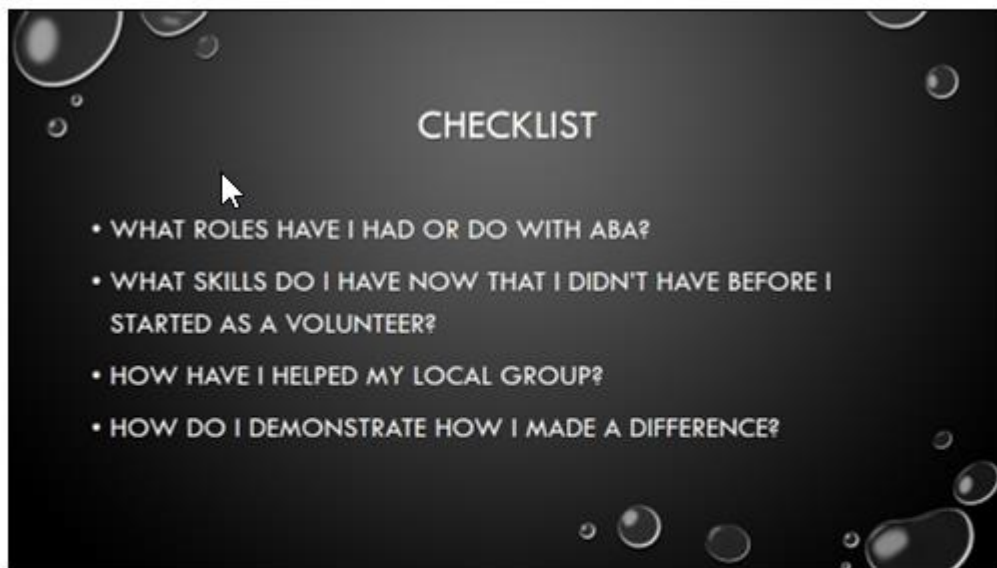 CHECKLIST
• WHAT ROLES HAVE I HAD OR DO WITH ABA?
• WHAT SKILLS DO I HAVE NOW THAT I DIDN'T HAVE BEFORE I
STARTED AS A VOLUNTEER?
• HOW HAVE I HELPED MY LOCAL GROUP?
• HOW DO I DEMONSTRATE HOW I MADE A DIFFERENCE?